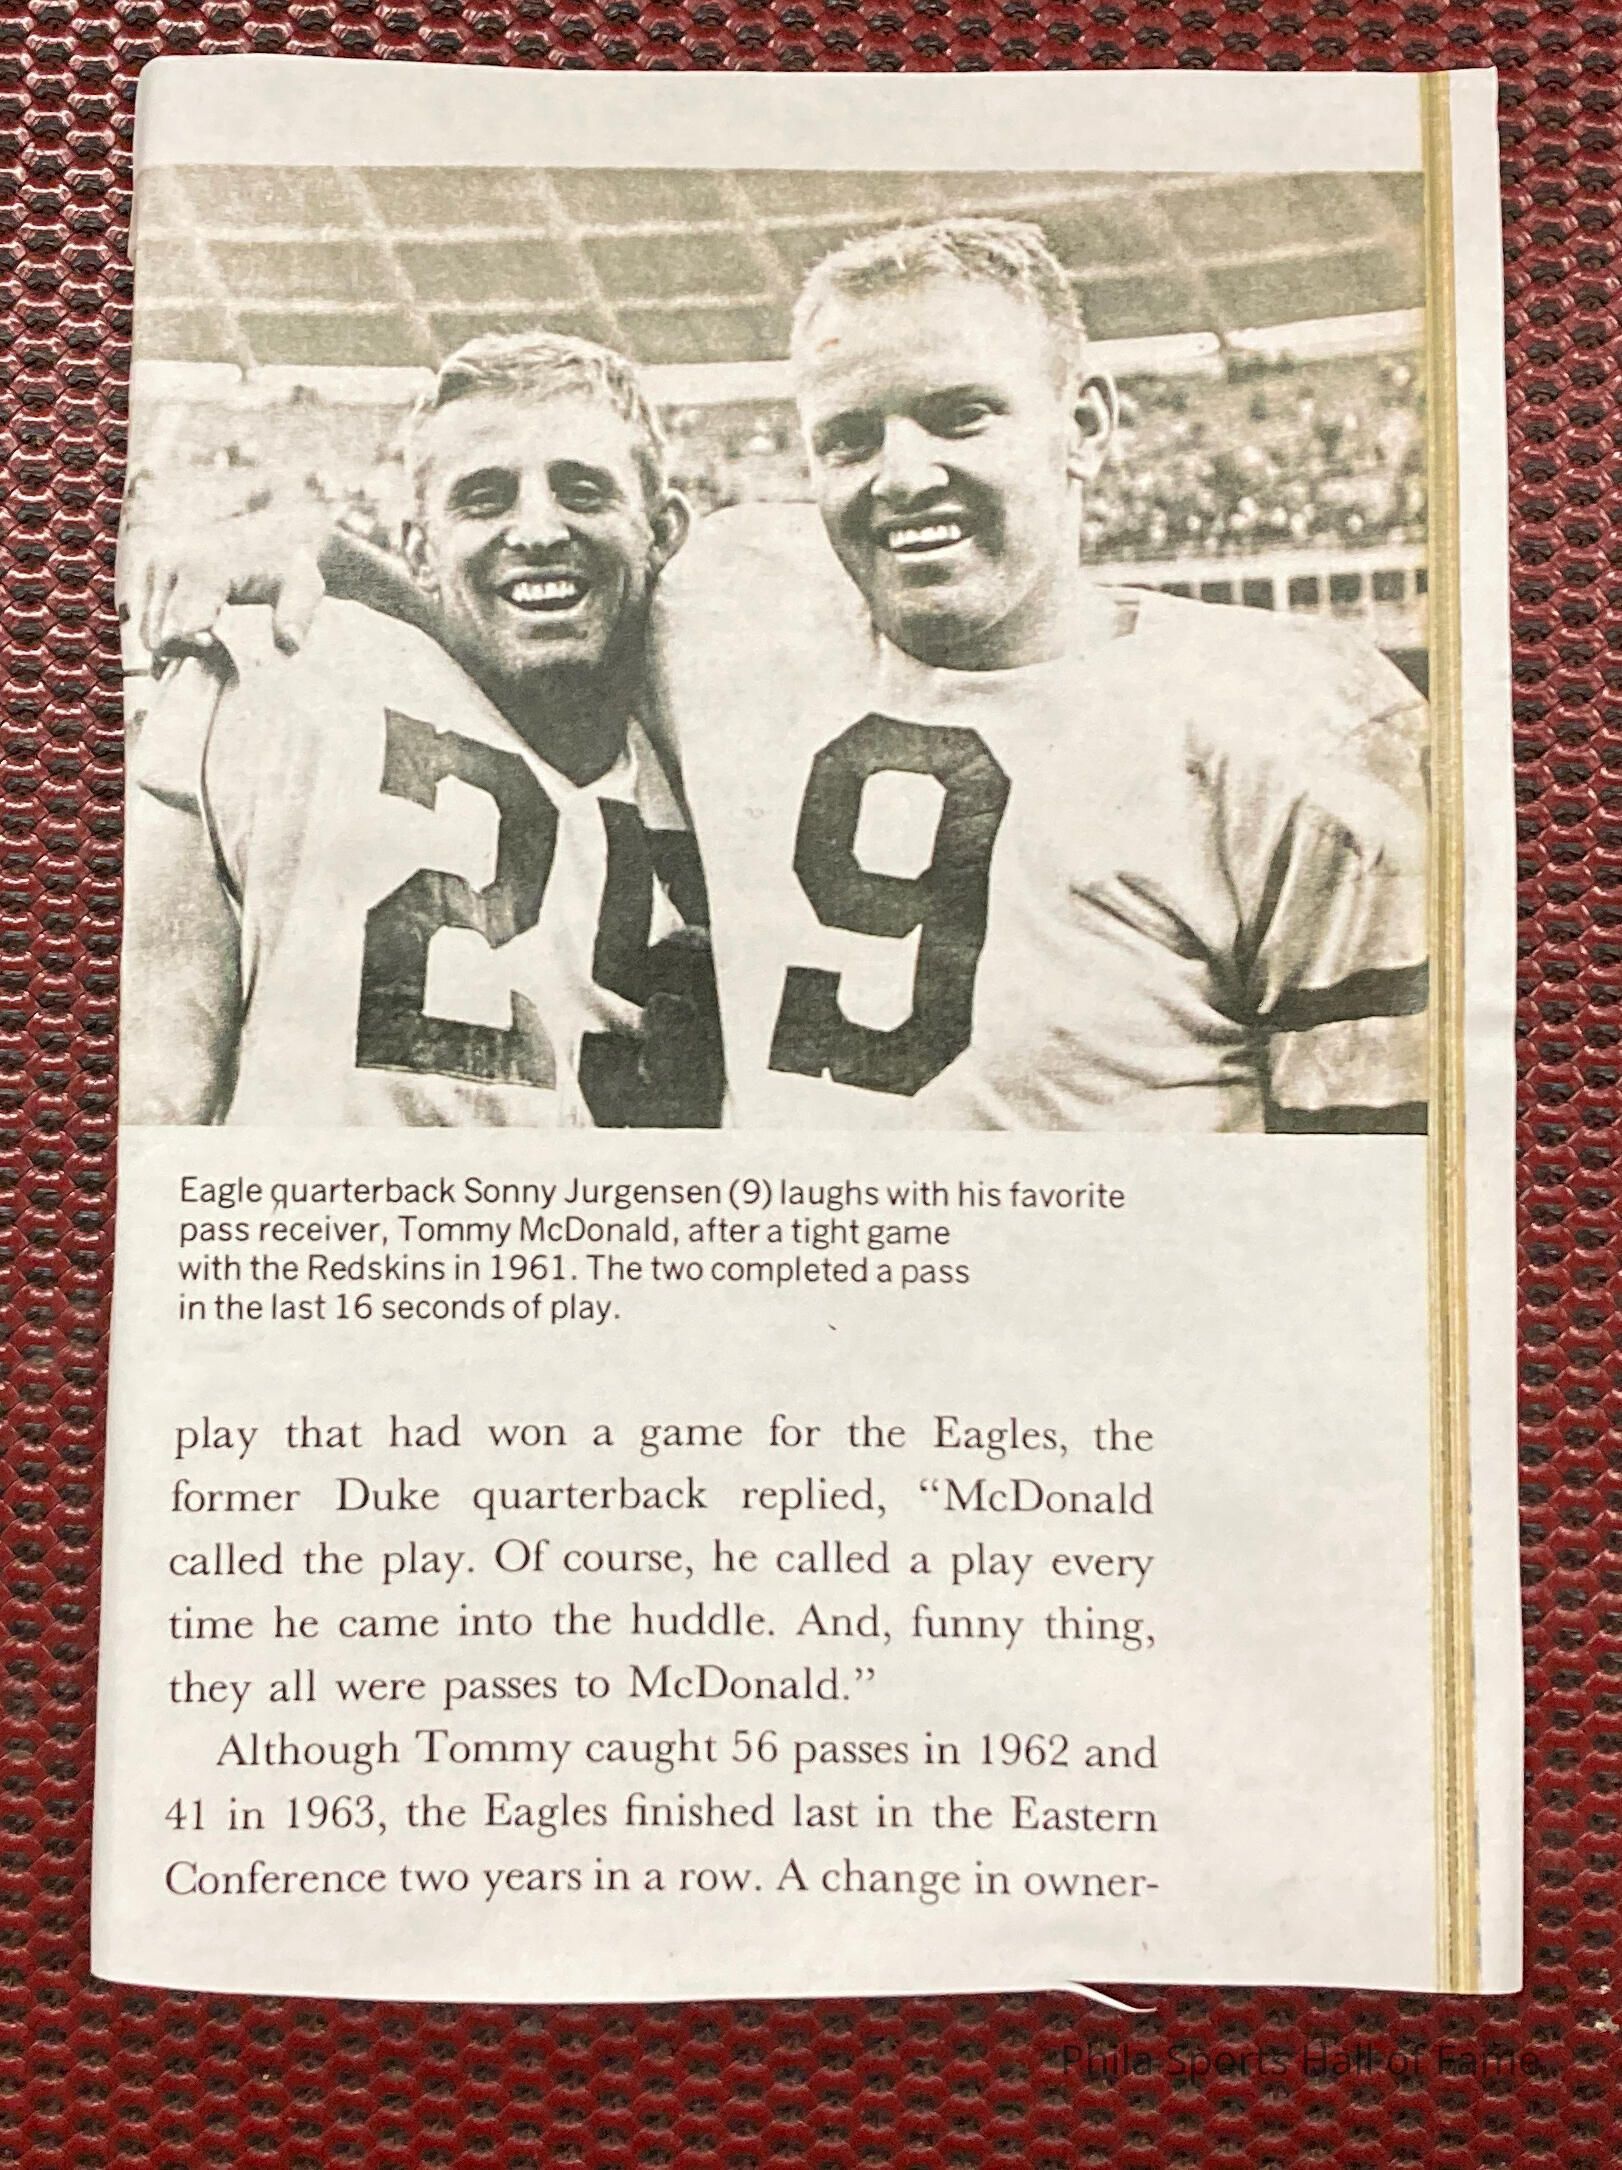 2
9
Eagle quarterback Sonny Jurgensen (9) laughs with his favorite
pass receiver, Tommy McDonald, after a tight game
with the Redskins in 1961. The two completed a pass
in the last 16 seconds of play.
play that had won a game for the Eagles, the
former Duke quarterback replied, “McDonald
called the play. Of course, he called a play every
time he came into the huddle. And, funny thing,
they all were passes to McDonald.”
Although Tommy caught 56 passes in 1962 and
41 in 1963, the Eagles finished last in the Eastern
Conference two years in a row. A change in owner-
Phila Sports Hall of Fame